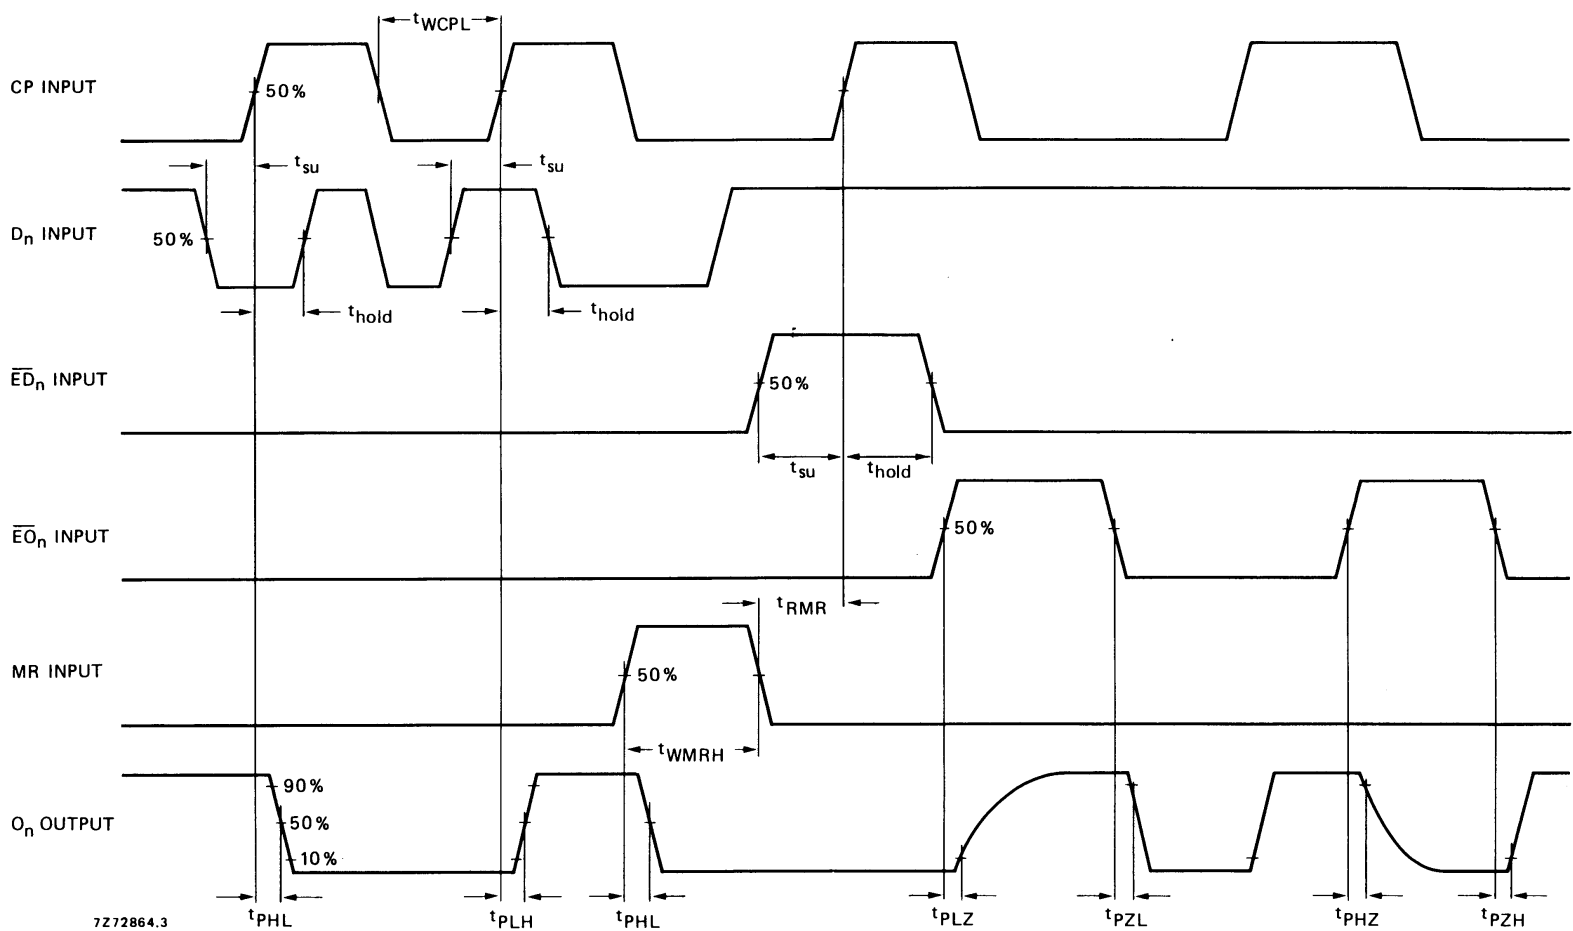 tWCPL
CP INPUT
50%
tsu
tsu
Dn INPUT
50%
thold
thold
EDn INPUT
50%
tsu
thold
EOn INPUT
50%
tRMR
MR INPUT
50%
tWMRH
On OUTPUT
90%
50%
10%
tPHL
tPLH
tPHL
tPLZ
tPZL
tPHZ
tPZH
7Z72864.3